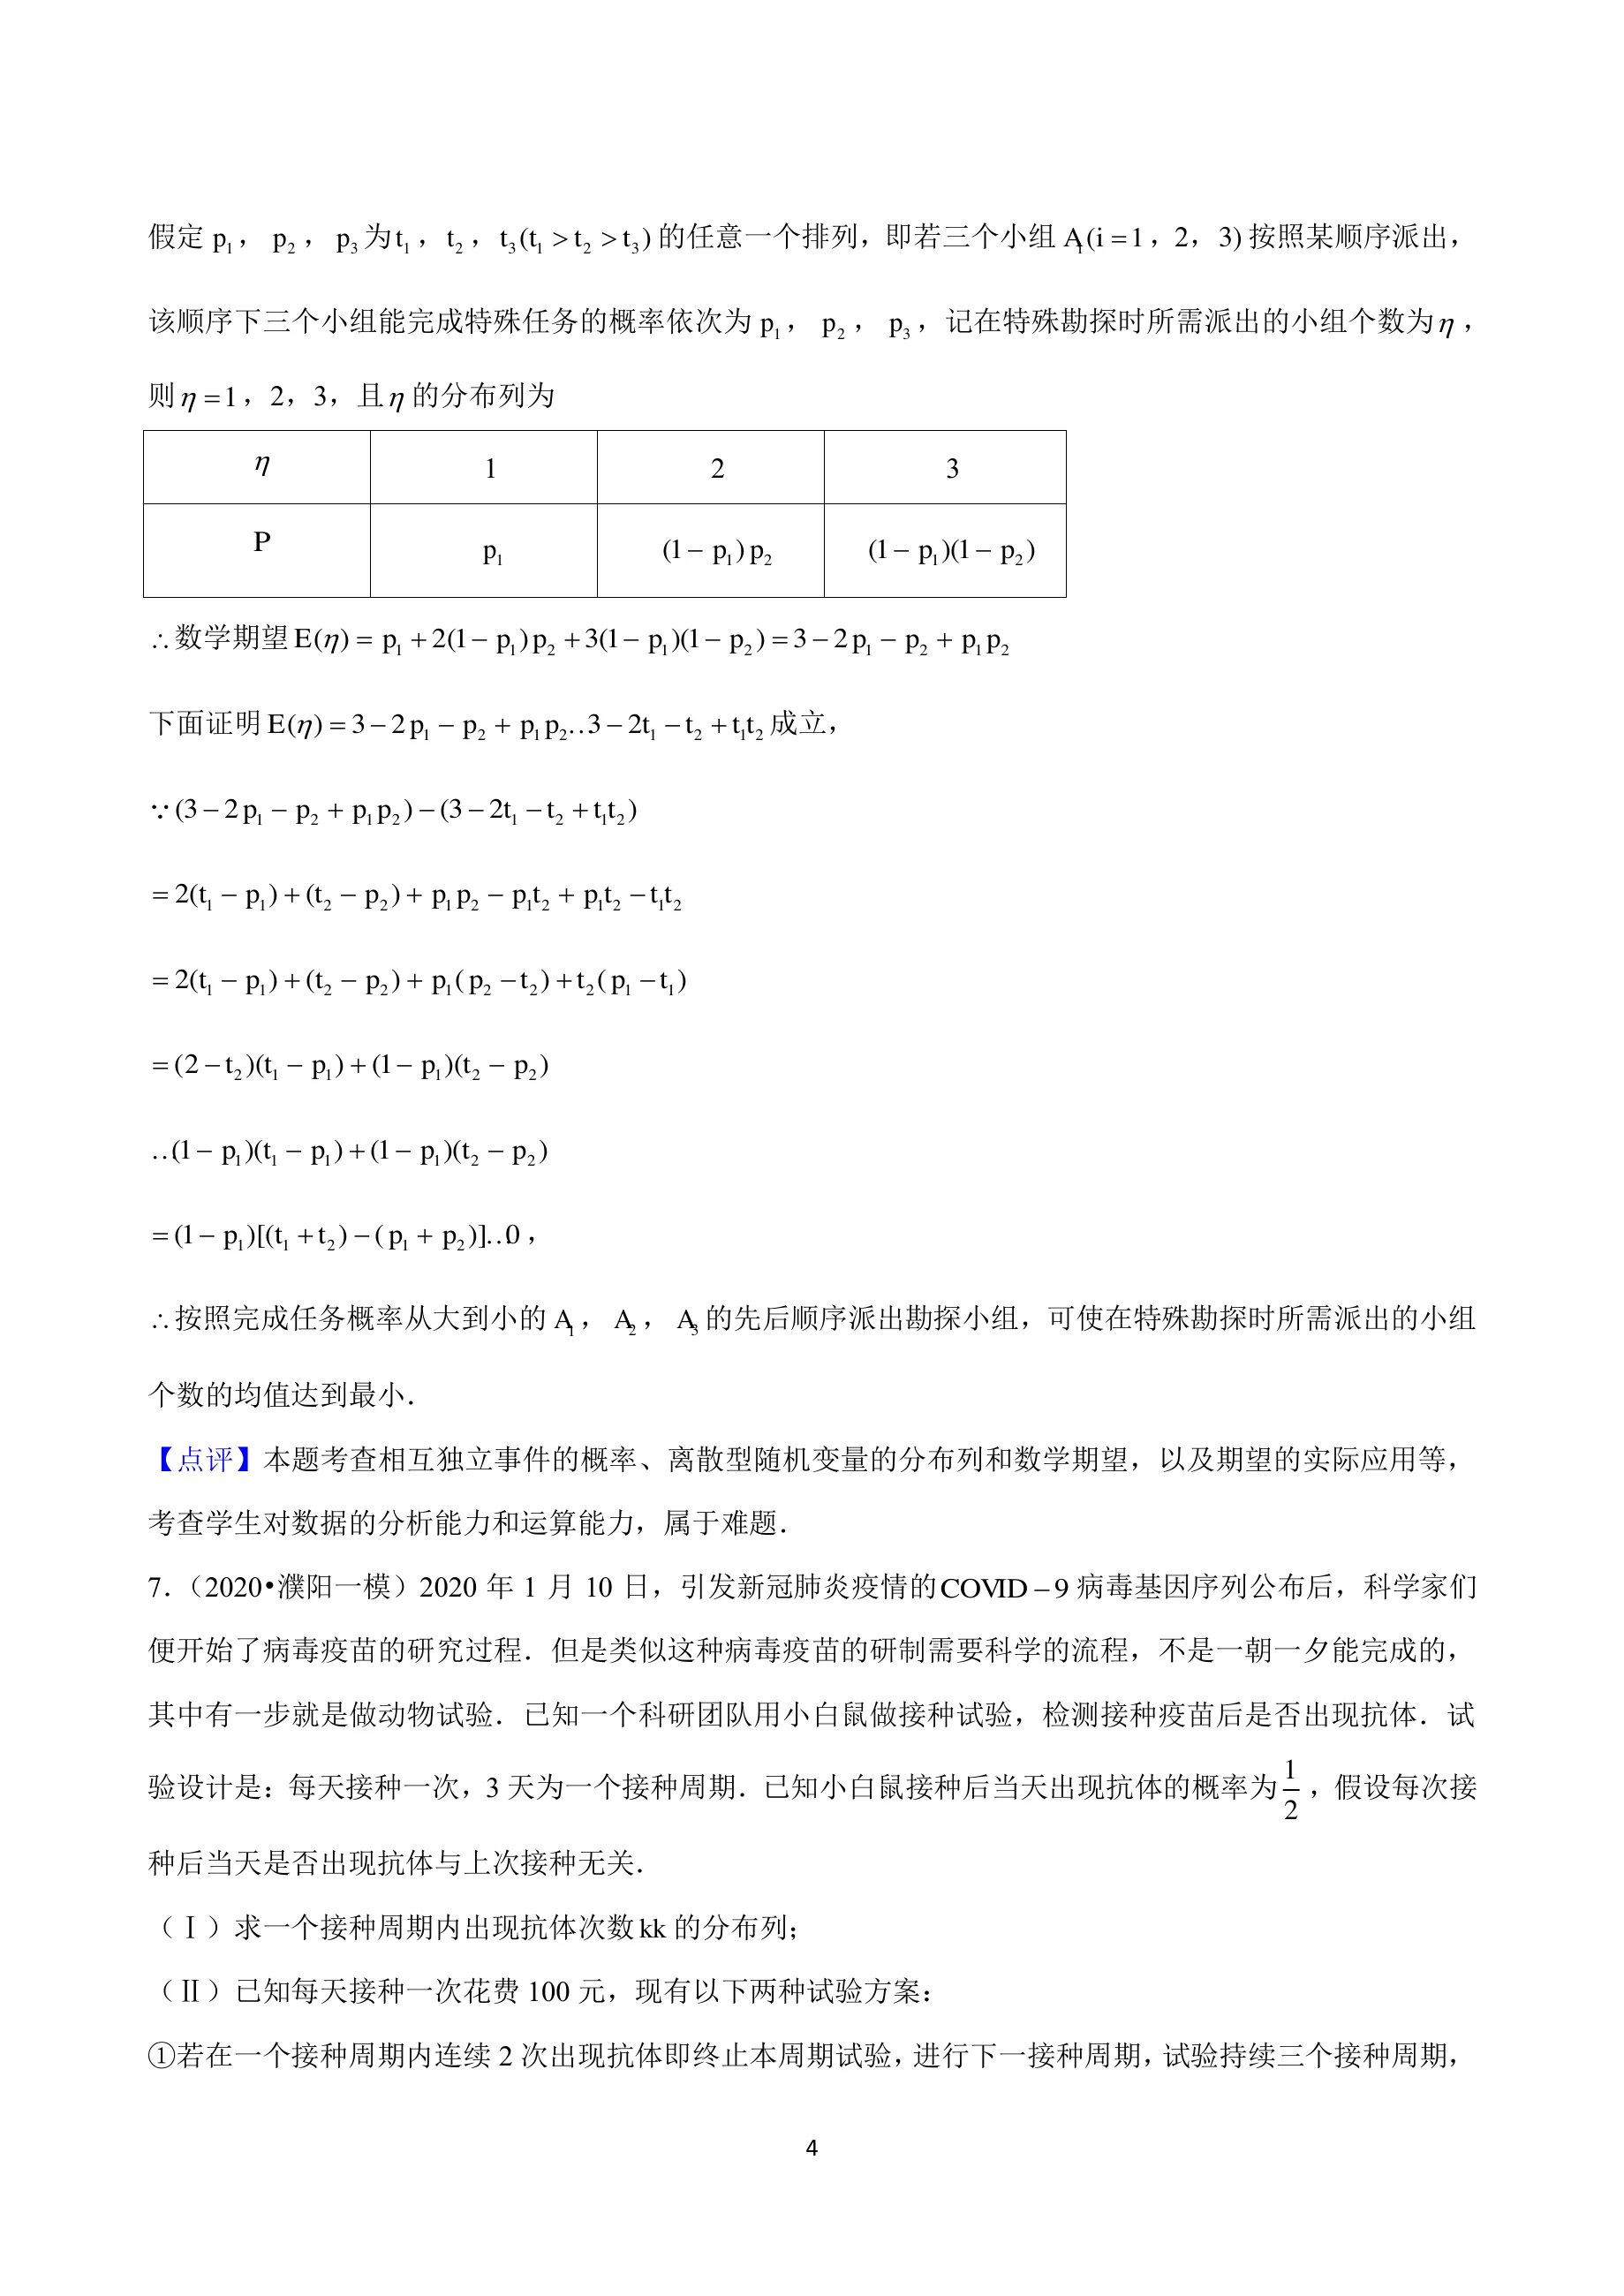 假定 p₁， p₂， p₃为t₁，t₂，t₃(t₁ > t₂ > t₃) 的任意一个排列，即若三个小组 Aᵢ(i = 1，2，3) 按照某顺序派出，
该顺序下三个小组能完成特殊任务的概率依次为 p₁， p₂， p₃，记在特殊勘探时所需派出的小组个数为η，
则η = 1，2，3，且η 的分布列为
η 1 2 3
P p₁ (1 − p₁)p₂ (1 − p₁)(1 − p₂)
∴数学期望E(η) = p₁ + 2(1 − p₁)p₂ + 3(1 − p₁)(1 − p₂) = 3 − 2p₁ − p₂ + p₁p₂
下面证明E(η) = 3 − 2p₁ − p₂ + p₁p₂…3 − 2t₁ − t₂ + t₁t₂ 成立，
∵(3 − 2p₁ − p₂ + p₁p₂) − (3 − 2t₁ − t₂ + t₁t₂)
= 2(t₁ − p₁) + (t₂ − p₂) + p₁p₂ − p₁t₂ + p₁t₂ − t₁t₂
= 2(t₁ − p₁) + (t₂ − p₂) + p₁(p₂ − t₂) + t₂(p₁ − t₁)
= (2 − t₂)(t₁ − p₁) + (1 − p₁)(t₂ − p₂)
…(1 − p₁)(t₁ − p₁) + (1 − p₁)(t₂ − p₂)
= (1 − p₁)[(t₁ + t₂) − (p₁ + p₂)]…0，
∴按照完成任务概率从大到小的 A₁， A₂， A₃ 的先后顺序派出勘探小组，可使在特殊勘探时所需派出的小组
个数的均值达到最小．
【点评】本题考查相互独立事件的概率、离散型随机变量的分布列和数学期望，以及期望的实际应用等，
考查学生对数据的分析能力和运算能力，属于难题．
7．（2020•濮阳一模）2020 年 1 月 10 日，引发新冠肺炎疫情的COVID − 9 病毒基因序列公布后，科学家们
便开始了病毒疫苗的研究过程．但是类似这种病毒疫苗的研制需要科学的流程，不是一朝一夕能完成的，
其中有一步就是做动物试验．已知一个科研团队用小白鼠做接种试验，检测接种疫苗后是否出现抗体．试
验设计是：每天接种一次，3 天为一个接种周期．已知小白鼠接种后当天出现抗体的概率为 1/2 ，假设每次接
种后当天是否出现抗体与上次接种无关．
（Ⅰ）求一个接种周期内出现抗体次数kk 的分布列；
（Ⅱ）已知每天接种一次花费 100 元，现有以下两种试验方案：
①若在一个接种周期内连续 2 次出现抗体即终止本周期试验，进行下一接种周期，试验持续三个接种周期，
4